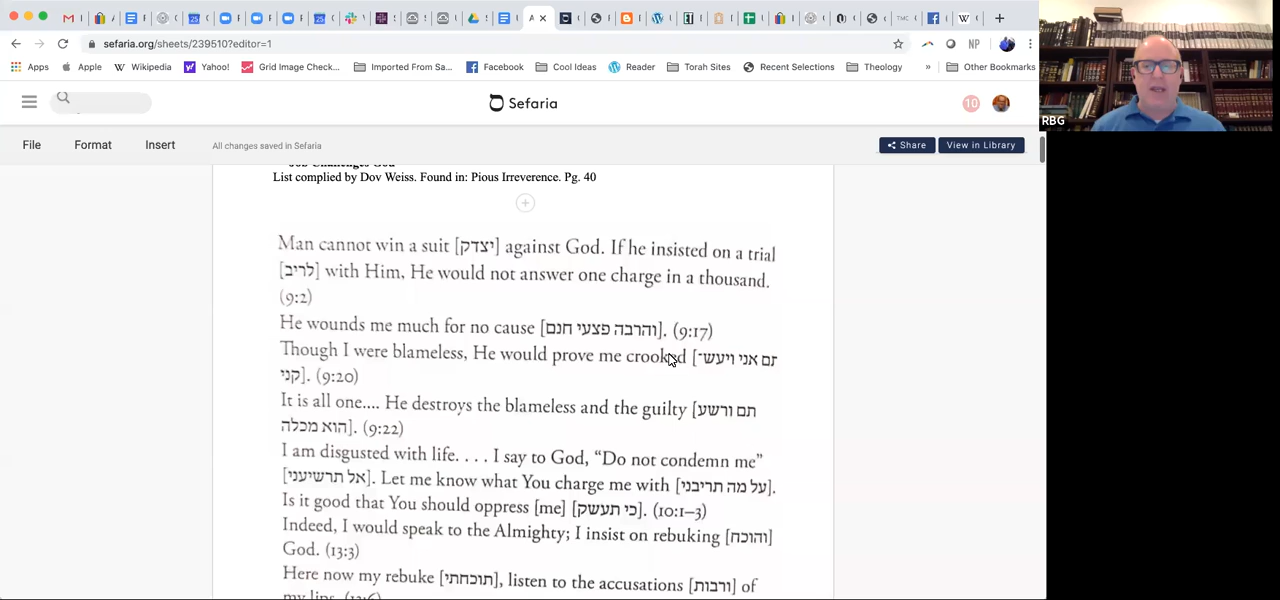 sefaria.org/sheets/239510?editor=1
NP
Apps Apple Wikipedia Yahoo! Grid Image Check... Imported From Sa... Facebook Cool Ideas Reader Torah Sites Recent Selections Theology » Other Bookmarks
RBG
Sefaria
10
File Format Insert All changes saved in Sefaria Share View in Library
Job Challenges God
List complied by Dov Weiss. Found in: Pious Irreverence. Pg. 40
Man cannot win a suit [יצדק] against God. If he insisted on a trial
[לריב] with Him, He would not answer one charge in a thousand.
(9:2)
He wounds me much for no cause [והרבה פצעי חנם]. (9:17)
Though I were blameless, He would prove me crooked [תם אני ויעש־
קני]. (9:20)
It is all one.... He destroys the blameless and the guilty [תם ורשע
הוא מכלה]. (9:22)
I am disgusted with life. . . . I say to God, “Do not condemn me”
[אל תרשיעני]. Let me know what You charge me with [על מה תריבני].
Is it good that You should oppress [me] [כי תעשק]. (10:1–3)
Indeed, I would speak to the Almighty; I insist on rebuking [והוכח]
God. (13:3)
Here now my rebuke [תוכחתי], listen to the accusations [ורבות] of
my lips. (13:6)